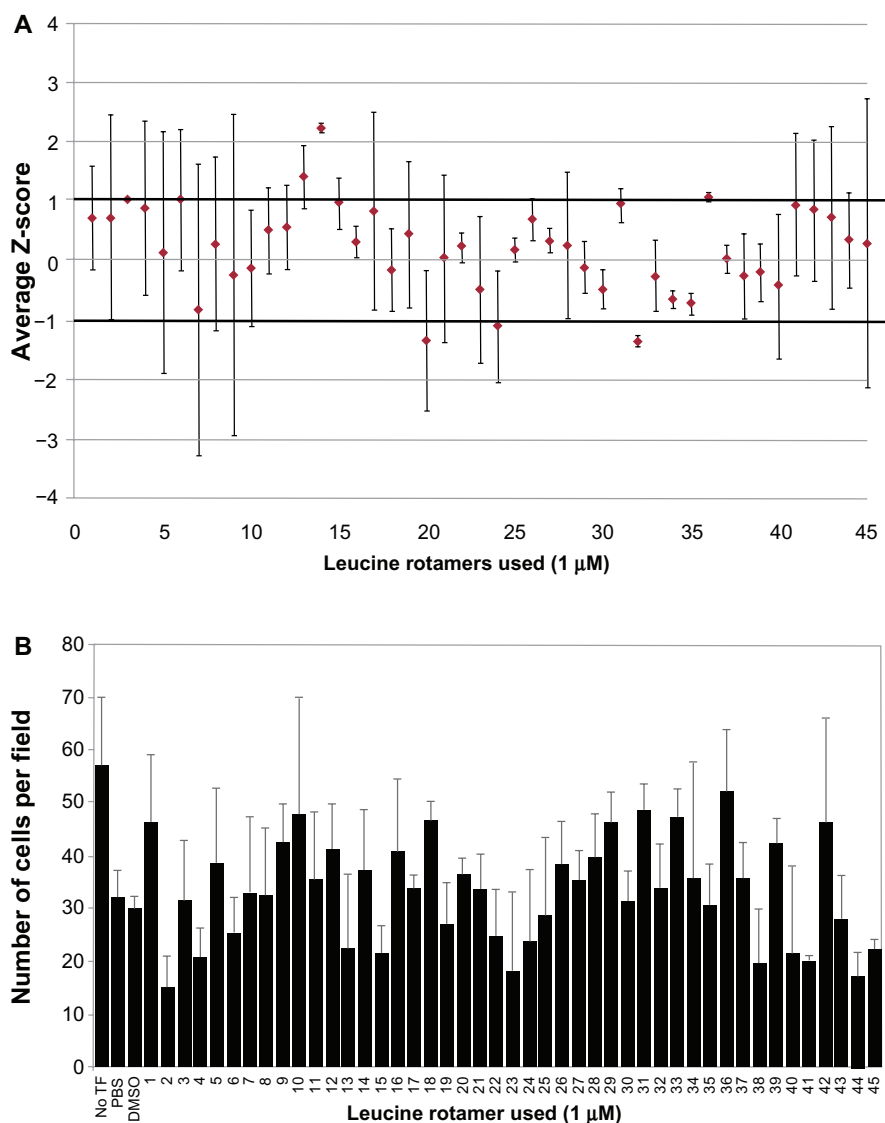 A
4
3
2
1
0
−1
−2
−3
−4
Average Z-score
0 5 10 15 20 25 30 35 40 45
Leucine rotamers used (1 μM)
B
80
70
60
50
40
30
20
10
0
Number of cells per field
No TF PBS DMSO 1 2 3 4 5 6 7 8 9 10 11 12 13 14 15 16 17 18 19 20 21 22 23 24 25 26 27 28 29 30 31 32 33 34 35 36 37 38 39 40 41 42 43 44 45
Leucine rotamer used (1 μM)